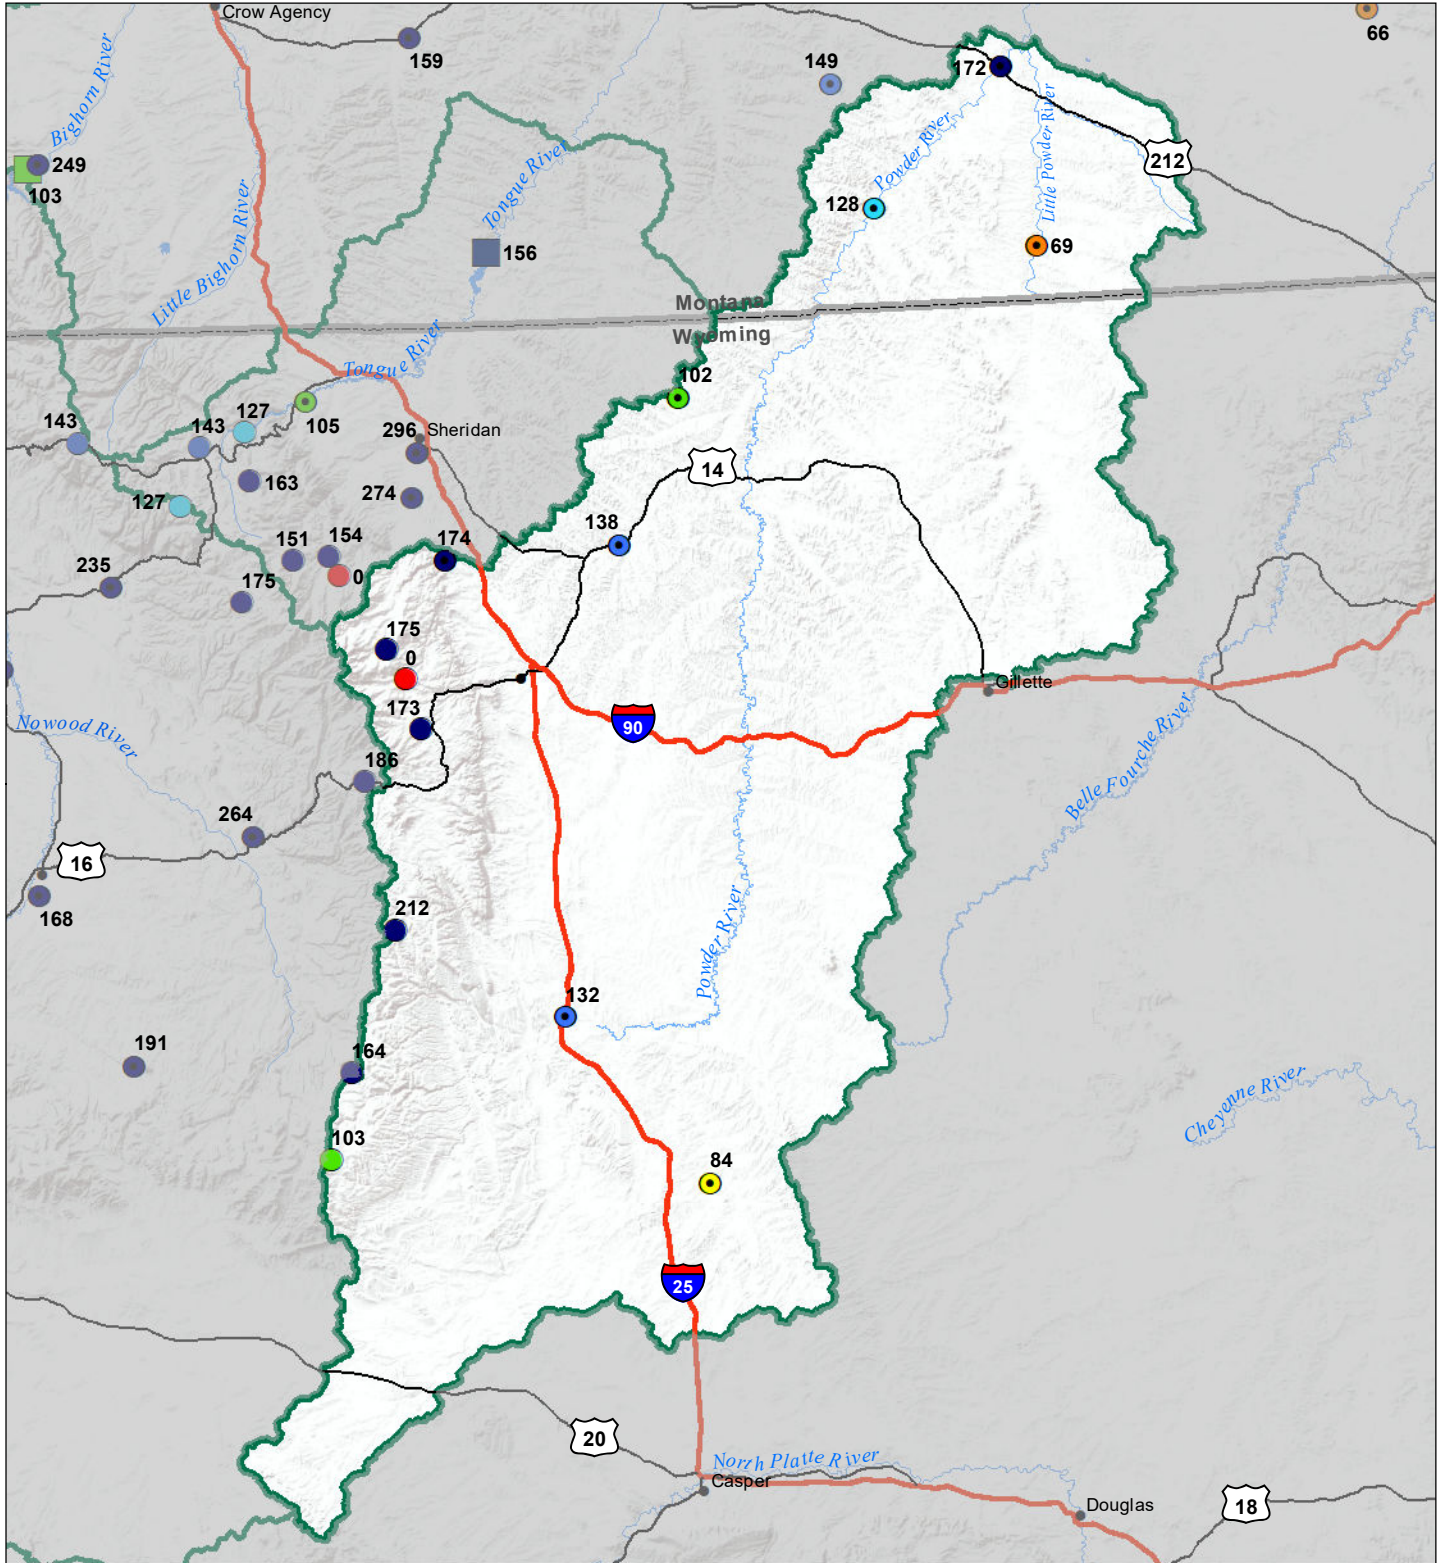 Crow Agency
66
159
149
172
Bighorn River
249
103
Tongue River
Powder River
Little Powder River
212
128
69
156
Little Bighorn River
Montana
Wyoming
Tongue River
102
105
143
143
127
296
Sheridan
14
163
274
127
138
154
151
174
0
235
175
175
0
Gillette
173
90
Nowood River
186
Belle Fourche River
264
16
168
212
Powder River
132
191
164
Cheyenne River
103
84
25
20
North Platte River
Casper
Douglas
18